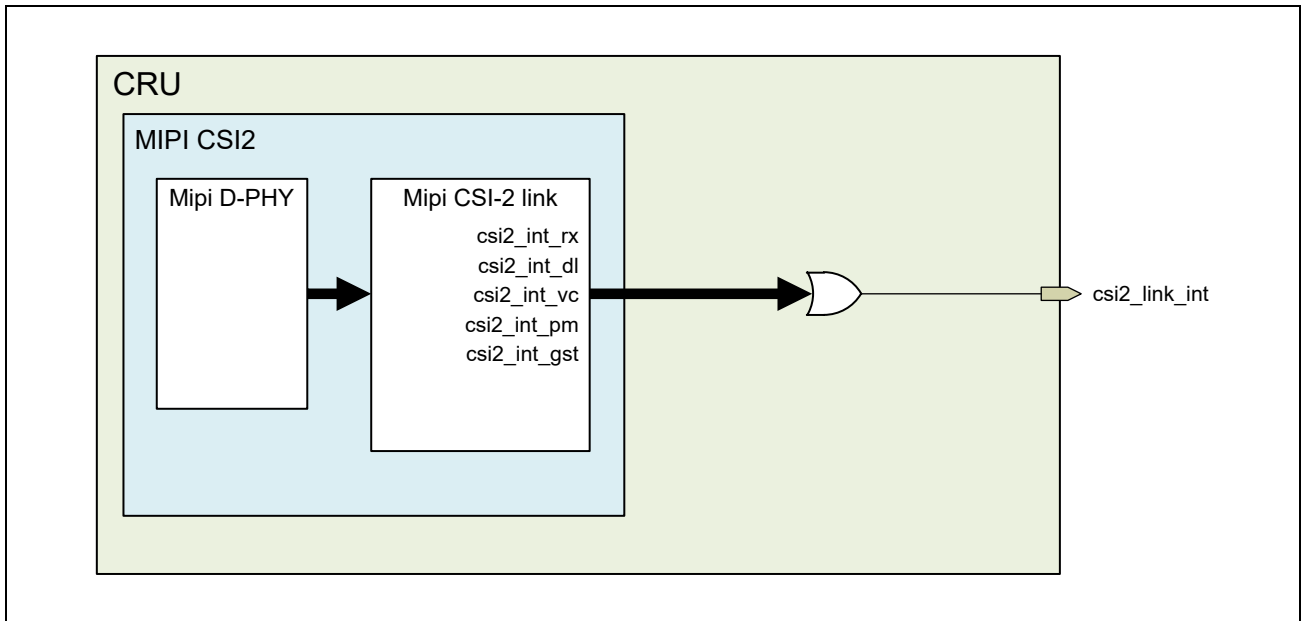 CRU
MIPI CSI2
Mipi D-PHY
Mipi CSI-2 link
csi2_int_rx
csi2_int_dl
csi2_int_vc
csi2_int_pm
csi2_int_gst
csi2_link_int